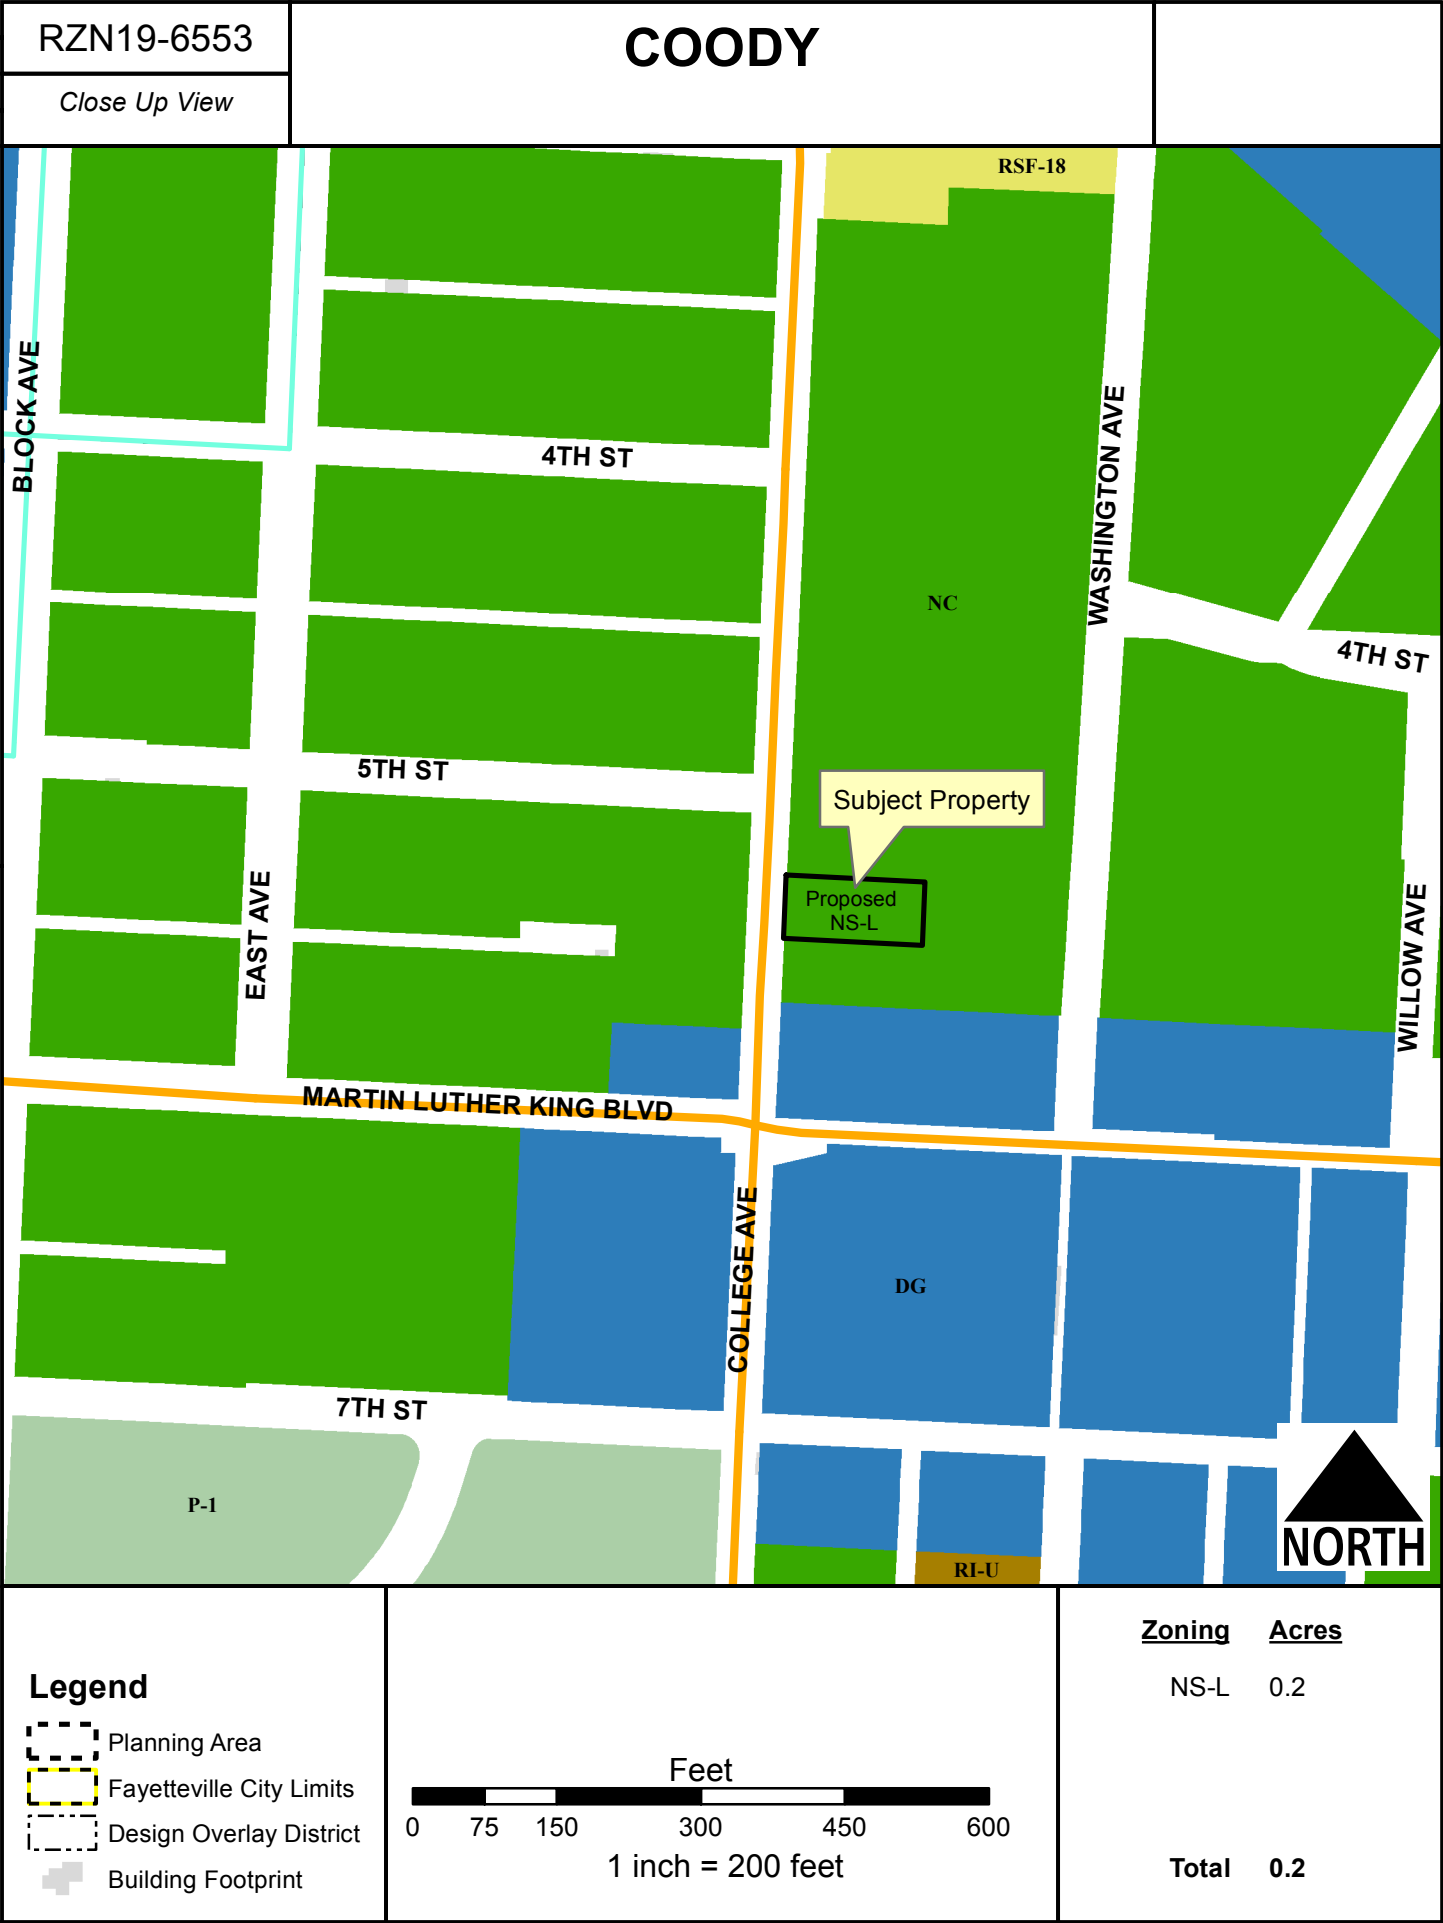 RZN19-6553
COODY
Close Up View
RSF-18
BLOCK AVE
4TH ST
WASHINGTON AVE
NC
4TH ST
5TH ST
Subject Property
Proposed
NS-L
EAST AVE
WILLOW AVE
MARTIN LUTHER KING BLVD
COLLEGE AVE
DG
7TH ST
P-1
RI-U
NORTH
Legend
Planning Area
Fayetteville City Limits
Design Overlay District
Building Footprint
Feet
0 75 150 300 450 600
1 inch = 200 feet
Zoning Acres
NS-L 0.2
Total 0.2